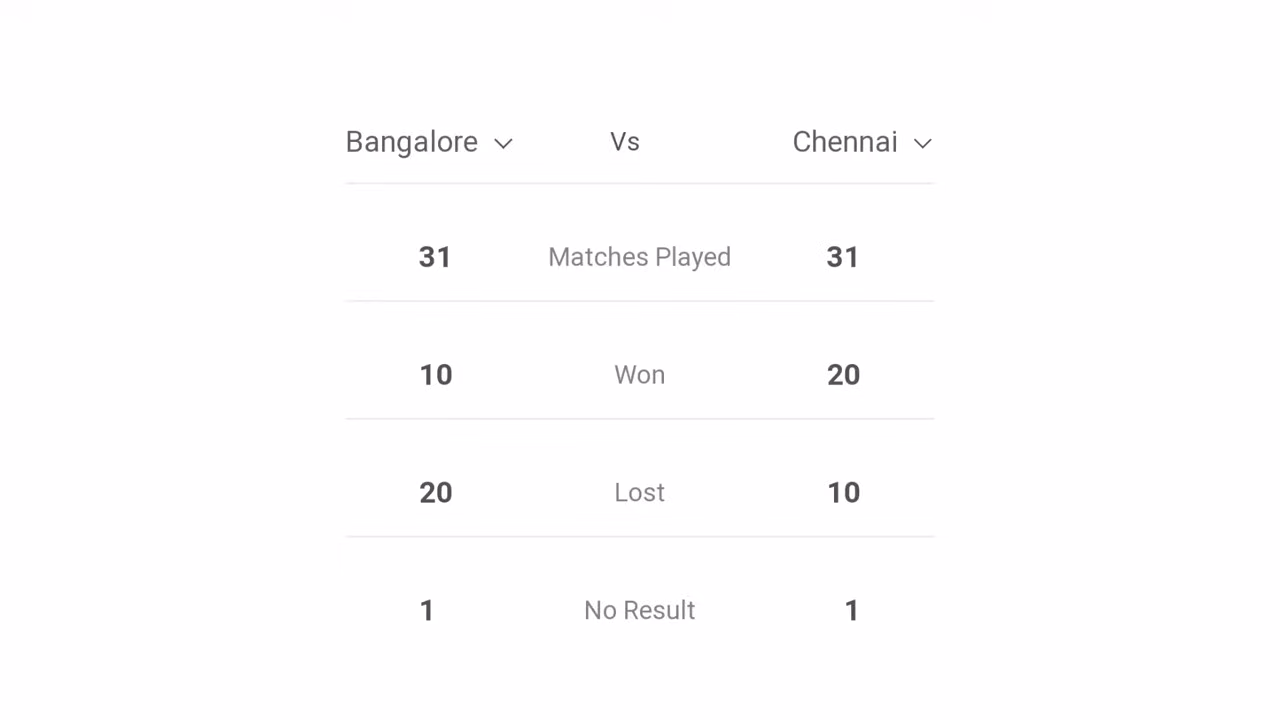 Bangalore Vs Chennai
31 Matches Played 31
10 Won 20
20 Lost 10
1 No Result 1